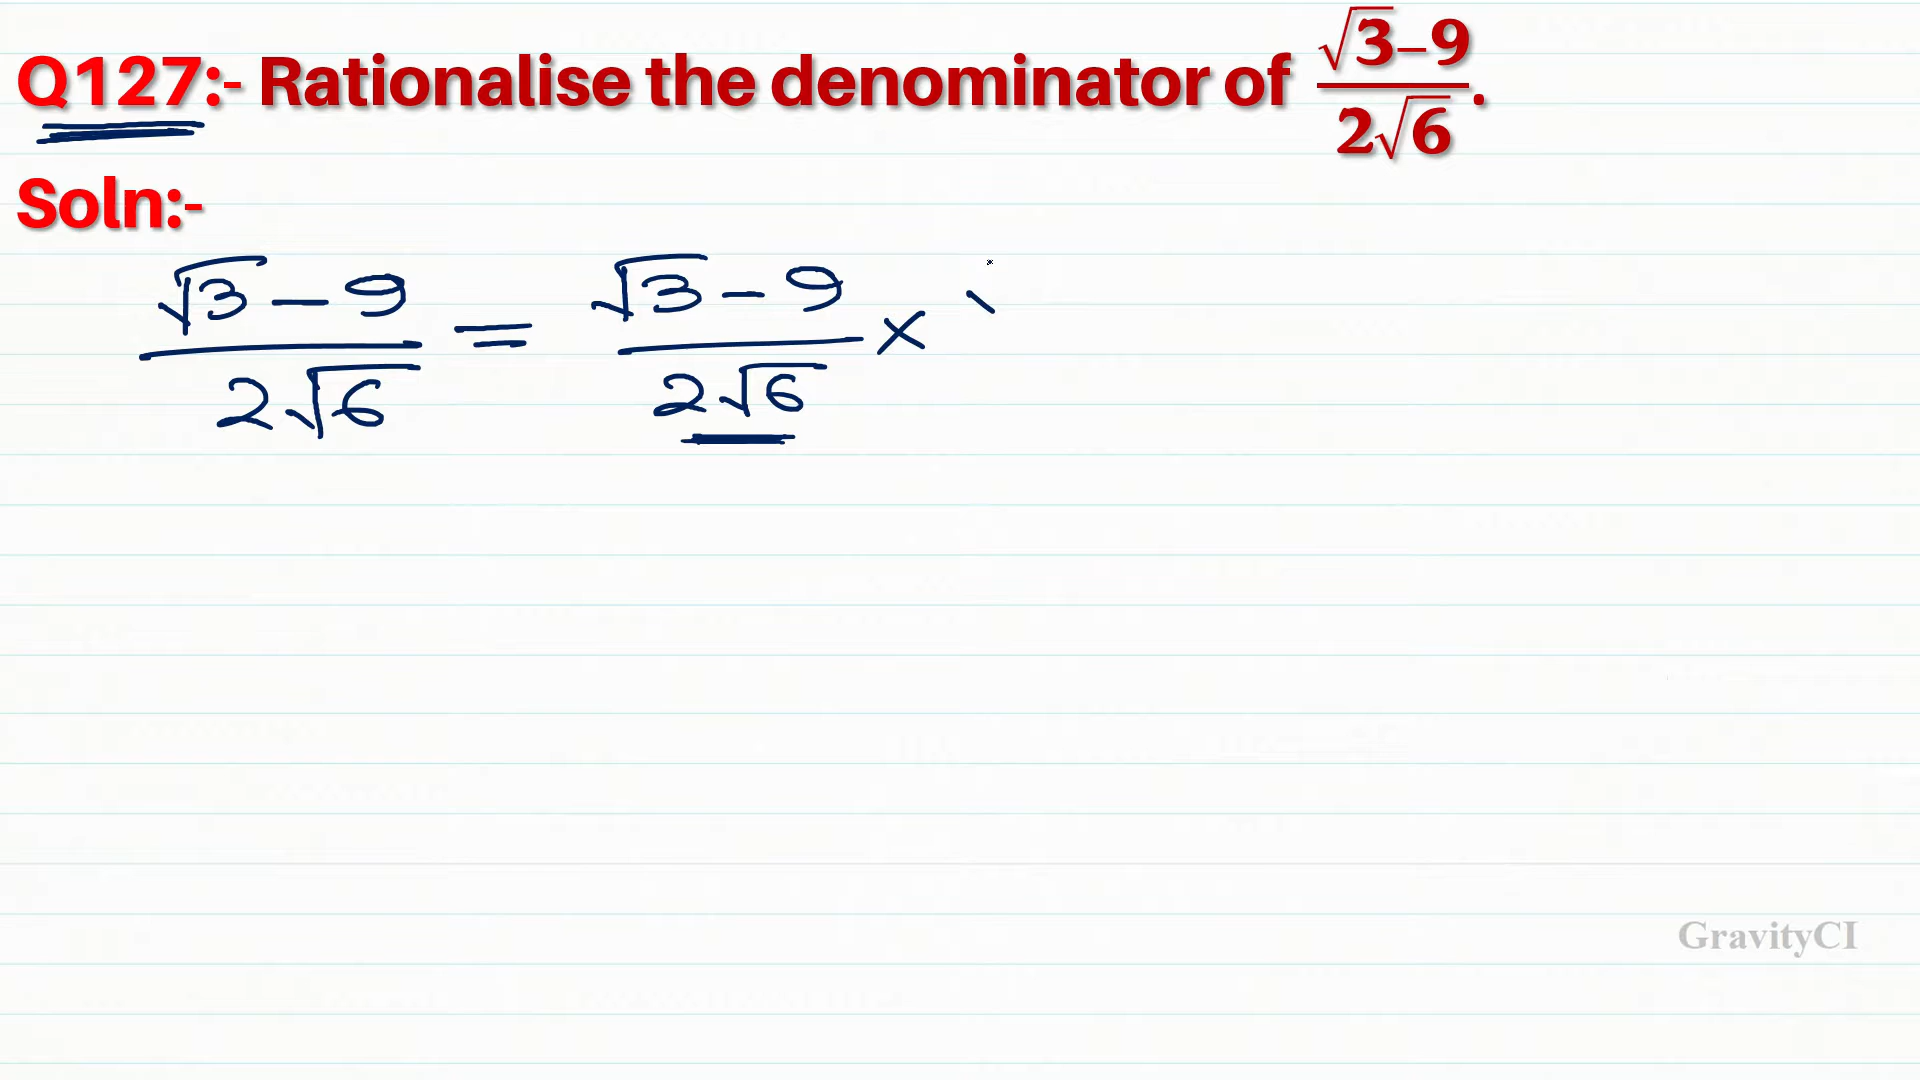 Q127:- Rationalise the denominator of (√3–9)/(2√6).
Soln:-
(√3 – 9)/(2√6) = (√3 – 9)/(2√6) ×
GravityCI